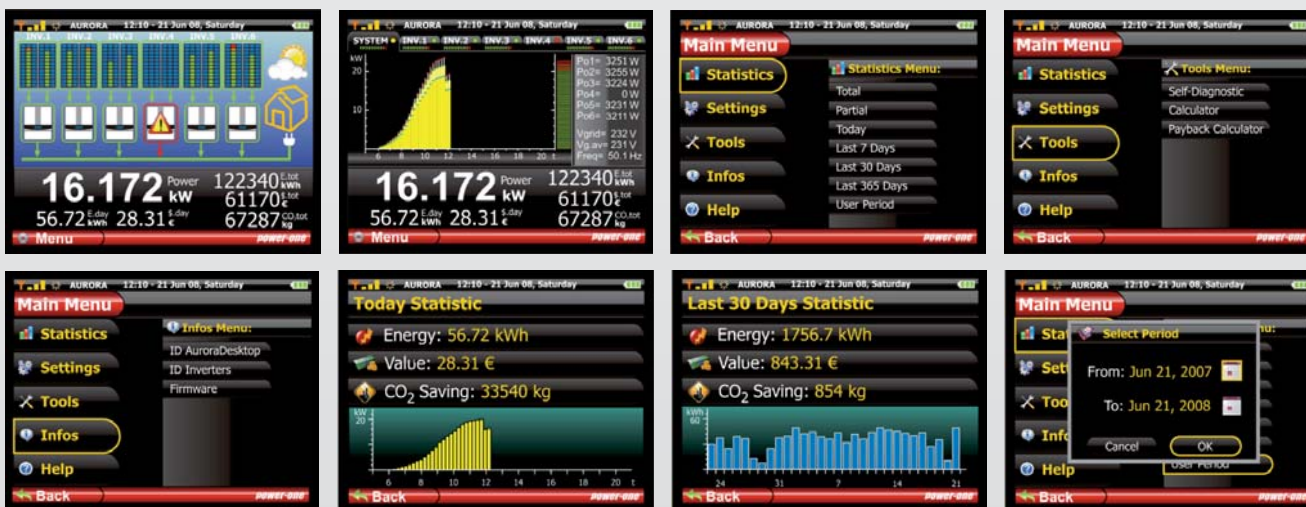 AURORA 12:10 - 21 Jun 08, Saturday
INV.1 INV.2 INV.3 INV.4 INV.5 INV.6
16.172 Power kW
122340 E.tot kWh
61170 $.tot €
56.72 E.day kWh 28.31 $.day €
67287 CO2tot kg
Menu power-one
AURORA 12:10 - 21 Jun 08, Saturday
SYSTEM INV.1 INV.2 INV.3 INV.4 INV.5 INV.6
kW
20
10
6 8 10 12 14 16 18 20 t
Po1= 3251 W
Po2= 3255 W
Po3= 3224 W
Po4= 0 W
Po5= 3231 W
Po6= 3211 W
Vgrid= 232 V
Vg.av= 231 V
Freq= 50.1 Hz
16.172 Power kW
122340 E.tot kWh
61170 $.tot €
56.72 E.day kWh 28.31 $.day €
67287 CO2tot kg
Menu power-one
AURORA 12:10 - 21 Jun 08, Saturday
Main Menu
Statistics
Settings
Tools
Infos
Help
Statistics Menu:
Total
Partial
Today
Last 7 Days
Last 30 Days
Last 365 Days
User Period
Back power-one
AURORA 12:10 - 21 Jun 08, Saturday
Main Menu
Statistics
Settings
Tools
Infos
Help
Tools Menu:
Self-Diagnostic
Calculator
Payback Calculator
Back power-one
AURORA 12:10 - 21 Jun 08, Saturday
Main Menu
Statistics
Settings
Tools
Infos
Help
Infos Menu:
ID AuroraDesktop
ID Inverters
Firmware
Back power-one
AURORA 12:10 - 21 Jun 08, Saturday
Today Statistic
Energy: 56.72 kWh
Value: 28.31 €
CO2 Saving: 33540 kg
kW
20
6 8 10 12 14 16 18 20 t
Back power-one
AURORA 12:10 - 21 Jun 08, Saturday
Last 30 Days Statistic
Energy: 1756.7 kWh
Value: 843.31 €
CO2 Saving: 854 kg
kWh
60
24 31 7 14 21
Back power-one
AURORA 12:10 - 21 Jun 08, Saturday
Main Menu
Sta
Sett
Too
Info
Help
nu:
Select Period
From: Jun 21, 2007
To: Jun 21, 2008
Cancel OK
User Period
Back power-one